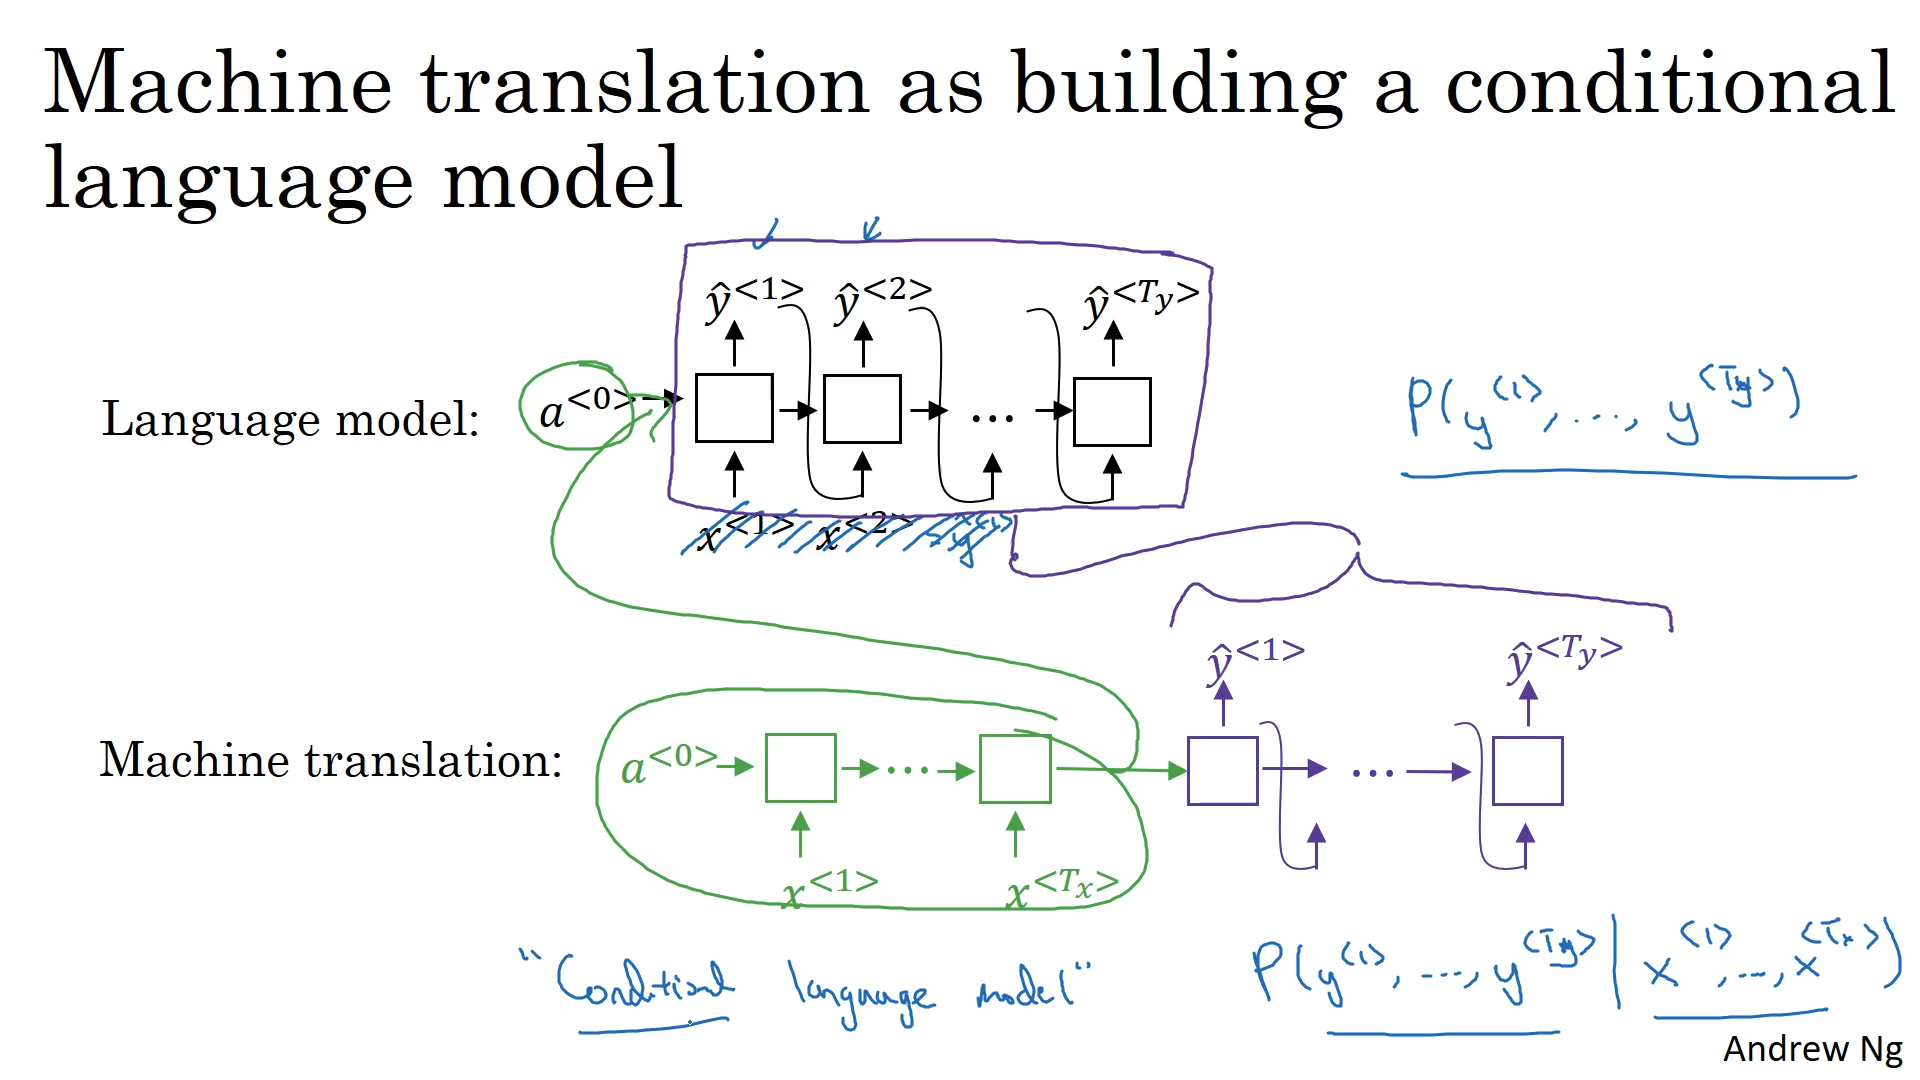 Machine translation as building a conditional
language model
ŷ<1> ŷ<2> ŷ<Ty>
Language model: a<0> ... P(y<1>, ..., y<Ty>)
x<1> x<2>
ŷ<1> ŷ<Ty>
Machine translation: a<0> ... ...
x<1> x<Tx>
"Conditional language model" P(y<1>, ..., y<Ty> | x<1>, ..., x<Tx>)
Andrew Ng